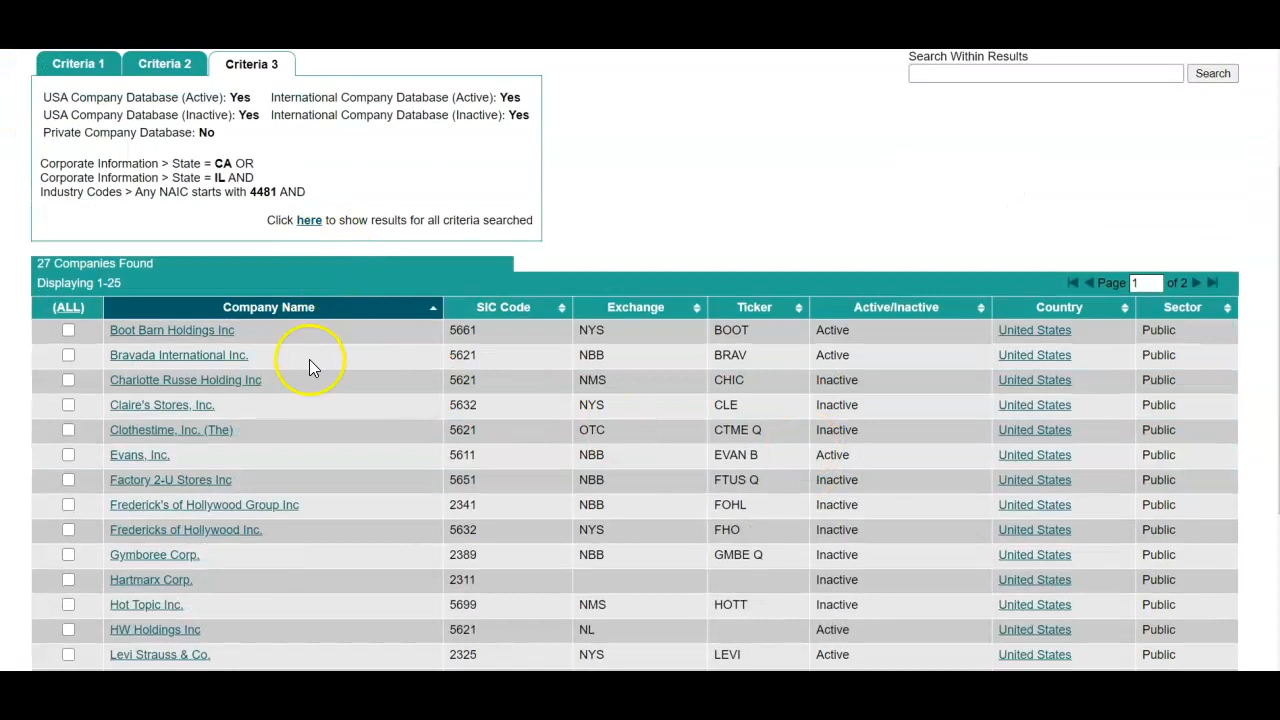 Criteria 1 Criteria 2 Criteria 3
Search Within Results
Search
USA Company Database (Active): Yes International Company Database (Active): Yes
USA Company Database (Inactive): Yes International Company Database (Inactive): Yes
Private Company Database: No
Corporate Information > State = CA OR
Corporate Information > State = IL AND
Industry Codes > Any NAIC starts with 4481 AND
Click here to show results for all criteria searched
27 Companies Found
Displaying 1-25 Page 1 of 2
(ALL) Company Name SIC Code Exchange Ticker Active/Inactive Country Sector
Boot Barn Holdings Inc 5661 NYS BOOT Active United States Public
Bravada International Inc. 5621 NBB BRAV Active United States Public
Charlotte Russe Holding Inc 5621 NMS CHIC Inactive United States Public
Claire's Stores, Inc. 5632 NYS CLE Inactive United States Public
Clothestime, Inc. (The) 5621 OTC CTME Q Inactive United States Public
Evans, Inc. 5611 NBB EVAN B Active United States Public
Factory 2-U Stores Inc 5651 NBB FTUS Q Inactive United States Public
Frederick's of Hollywood Group Inc 2341 NBB FOHL Inactive United States Public
Fredericks of Hollywood Inc. 5632 NYS FHO Inactive United States Public
Gymboree Corp. 2389 NBB GMBE Q Inactive United States Public
Hartmarx Corp. 2311 Inactive United States Public
Hot Topic Inc. 5699 NMS HOTT Inactive United States Public
HW Holdings Inc 5621 NL Active United States Public
Levi Strauss & Co. 2325 NYS LEVI Active United States Public